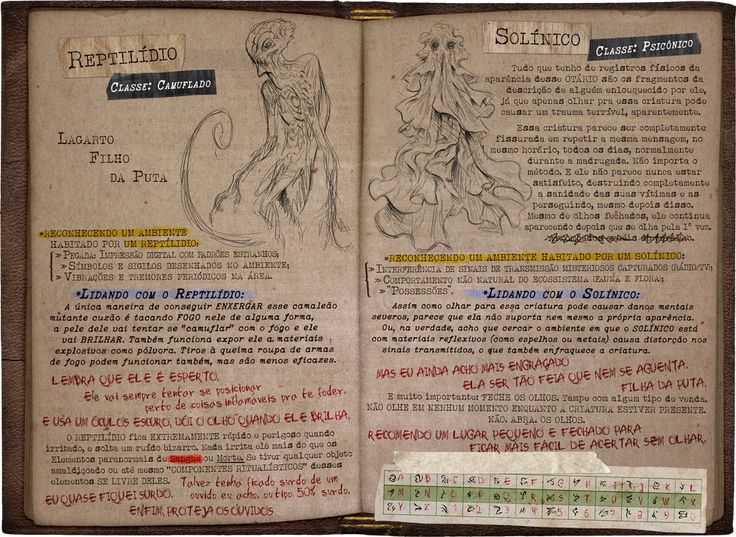 REPTILÍDIO
CLASSE: CAMUFLADO
LAGARTO
FILHO
DA PUTA
*RECONHECENDO UM AMBIENTE
HABITADO POR UM REPTILÍDIO:
» PEGADA: IMPRESSÃO DIGITAL COM PADRÕES ESTRANHOS;
» SÍMBOLOS E SIGILOS DESENHADOS NO AMBIENTE;
» VIBRAÇÕES E TREMORES PERIÓDICOS NA ÁREA.
*LIDANDO COM O REPTILÍDIO:
A única maneira de conseguir ENXERGAR esse camaleão
mutante cuzão é tacando FOGO nele de alguma forma,
a pele dele vai tentar se "camuflar" com o fogo e ele
vai BRILHAR. Também funciona expor ele a materiais
explosivos como pólvora. Tiros à queima roupa de armas
de fogo podem funcionar também, mas são menos eficazes.
LEMBRA QUE ELE É ESPERTO.
Ele vai sempre tentar se posicionar
perto de coisas inflamáveis pra te foder.
E USA UM ÓCULOS ESCURO, DÓI O OLHO QUANDO ELE BRILHA.
O REPTILÍDIO fica EXTREMAMENTE rápido e perigoso quando
irritado, e solta um ruído bizarro. Nada irrita ele mais do que os
Elementos paranormais de Sangue ou Morte. Se tiver qualquer objeto
amaldiçoado ou até mesmo "COMPONENTES RITUALÍSTICOS" desses
elementos SE LIVRE DELES.
Talvez tenha ficado surdo de um
EU QUASE FIQUEI SURDO.
ouvido eu acho, ou tipo 50% surdo.
ENFIM, PROTEJA OS OUVIDOS
SOLÍNICO
CLASSE: PSICÔNICO
Tudo que tenho de registros físicos da
aparência desse OTÁRIO são os fragmentos da
descrição de alguém enlouquecido por ele,
já que apenas olhar pra essa criatura pode
causar um trauma terrível, aparentemente.
Essa criatura parece ser completamente
fissurada em repetir a mesma mensagem, no
mesmo horário, todos os dias, normalmente
durante a madrugada. Não importa o
método. E ele não parece nunca estar
satisfeito, destruindo completamente
a sanidade das suas vítimas e as
perseguindo, mesmo depois disso.
Mesmo de olhos fechados, ele continua
aparecendo depois que se olha pela 1ª vez.
*RECONHECENDO UM AMBIENTE HABITADO POR UM SOLÍNICO:
» INTERFERÊNCIA DE SINAIS DE TRANSMISSÃO MISTERIOSOS CAPTURADOS (RÁDIO/TV);
» COMPORTAMENTO NÃO NATURAL DO ECOSSISTEMA (FAUNA E FLORA);
» "POSSESSÕES".
*LIDANDO COM O SOLÍNICO:
Assim como olhar para essa criatura pode causar danos mentais
severos, parece que ela não suporta nem mesmo a própria aparência.
Ou, na verdade, acho que cercar o ambiente em que o SOLÍNICO está
com materiais reflexivos (como espelhos ou metais) causa distorção nos
sinais transmitidos, o que também enfraquece a criatura.
MAS EU AINDA ACHO MAIS ENGRAÇADO
ELA SER TÃO FEIA QUE NEM SE AGUENTA.
FILHA DA PUTA.
E muito importante: FECHE OS OLHOS. Tampe com algum tipo de venda.
NÃO OLHE EM NENHUM MOMENTO ENQUANTO A CRIATURA ESTIVER PRESENTE.
NÃO. ABRA. OS OLHOS.
RECOMENDO UM LUGAR PEQUENO E FECHADO PARA
FICAR MAIS FÁCIL DE ACERTAR SEM OLHAR.
A B C D E F G H I J K L
M N O P Q R S T U V W X
Y Z 1 2 3 4 5 6 7 8 9 0